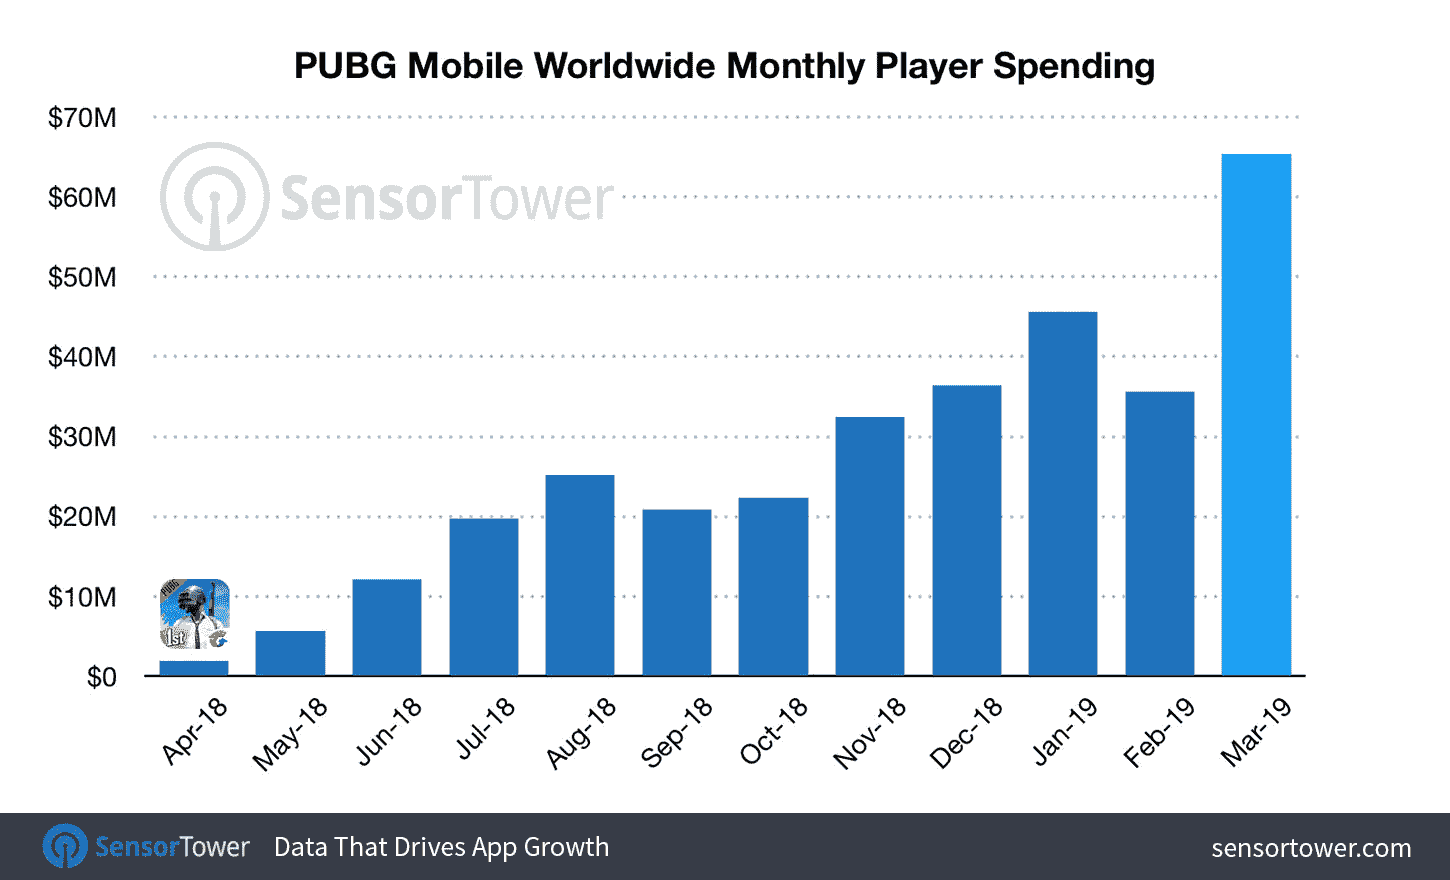 PUBG Mobile Worldwide Monthly Player Spending
$70M
SensorTower
$60M
$50M
$40M
$30M
$20M
$10M
PUBG
1st
$0
Apr-18
May-18
Jun-18
Jul-18
Aug-18
Sep-18
Oct-18
Nov-18
Dec-18
Jan-19
Feb-19
Mar-19
SensorTower
Data That Drives App Growth
sensortower.com